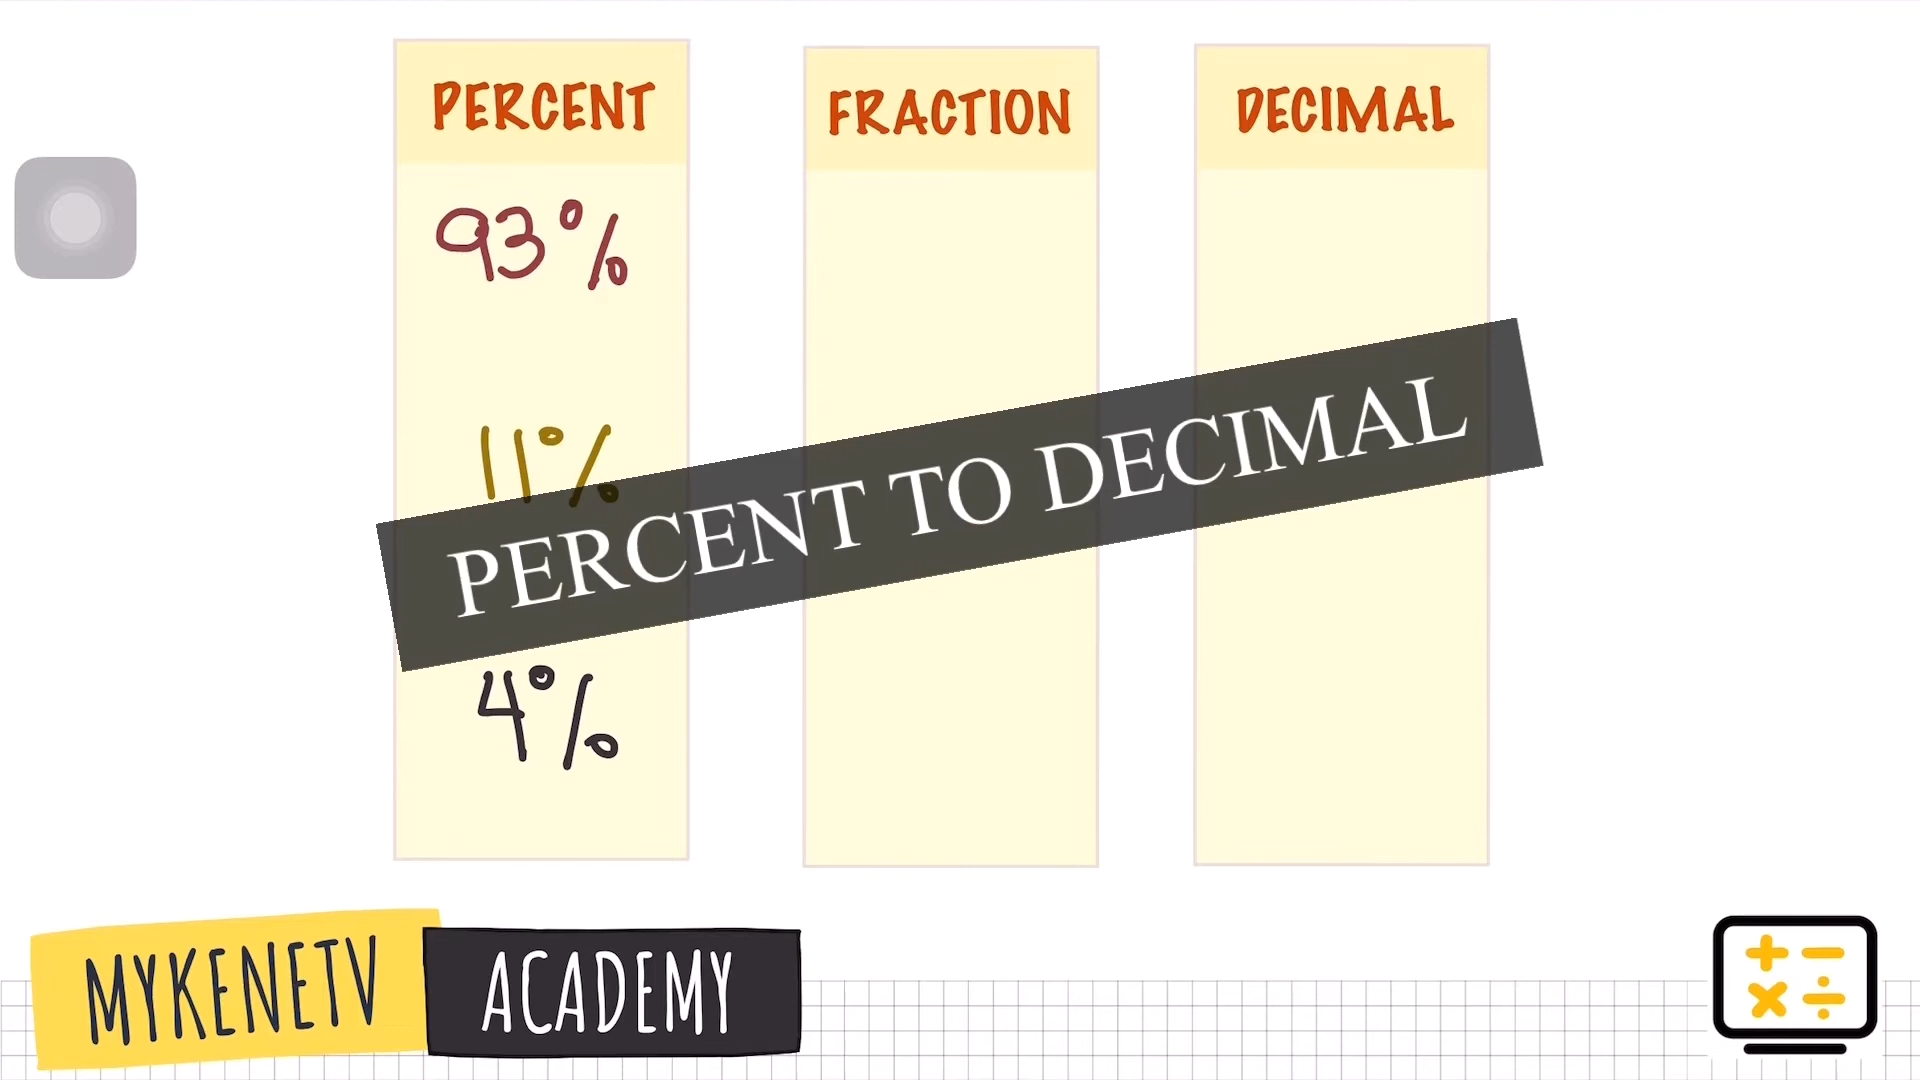 PERCENT
FRACTION
DECIMAL
93%
11%
PERCENT TO DECIMAL
4%
MYKENETV ACADEMY